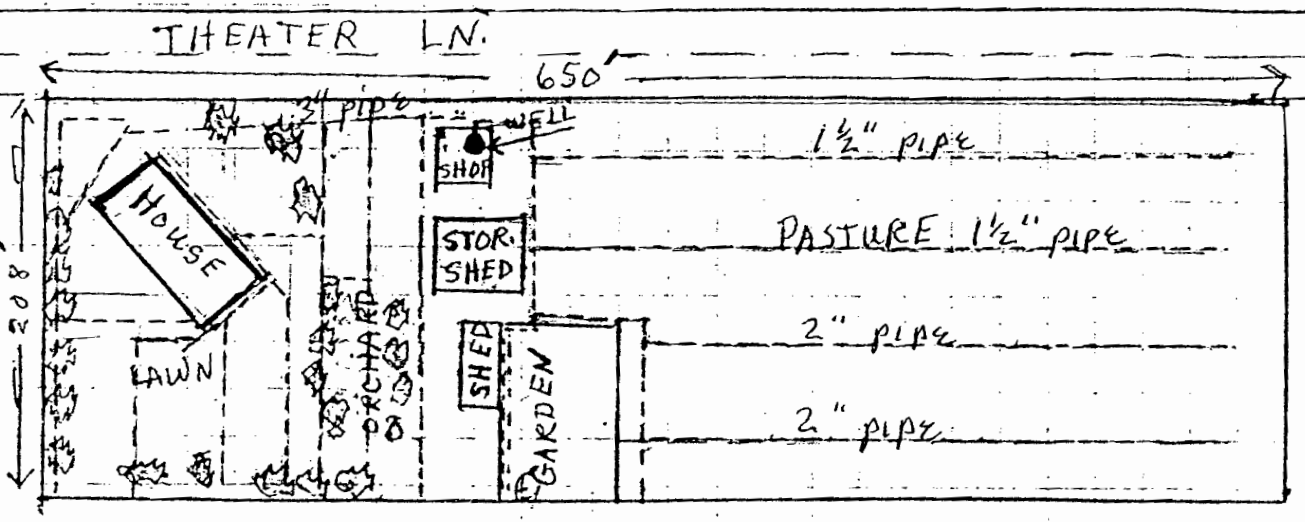 THEATER LN.
650'
3" pipe
WELL
SHOP
1½" pipe
HOUSE
STOR.
SHED
PASTURE 1½" pipe
208'
2" pipe
SHED
GARDEN
ORCHARD
LAWN
2" pipe